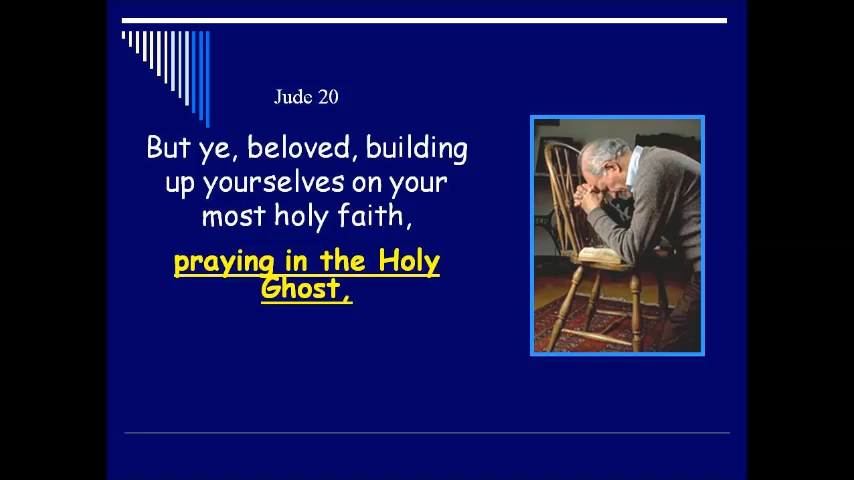 Jude 20
But ye, beloved, building
up yourselves on your
most holy faith,
praying in the Holy
Ghost,